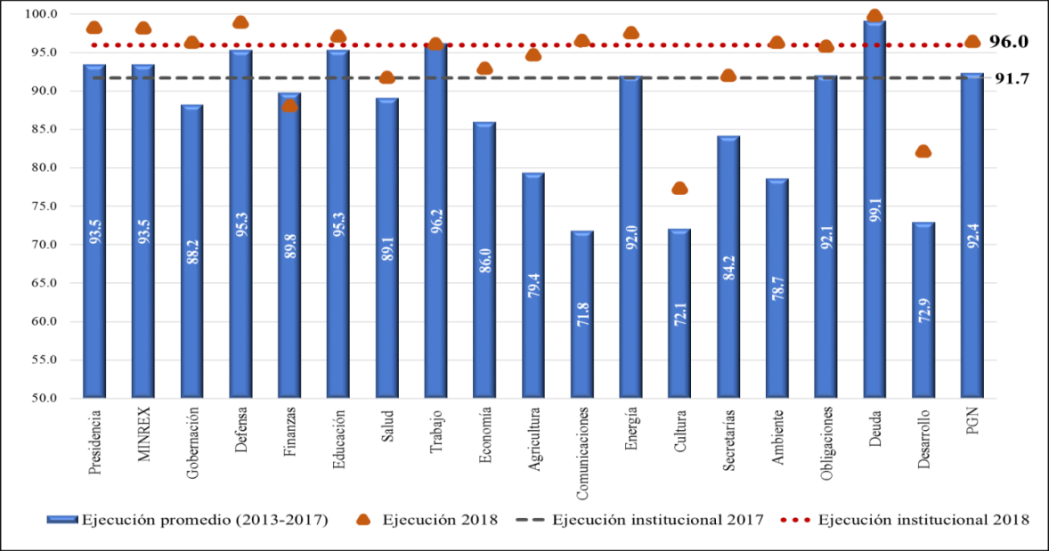 100.0
95.0
90.0
85.0
80.0
75.0
70.0
65.0
60.0
55.0
50.0
96.0
91.7
93.5
93.5
88.2
95.3
89.8
95.3
89.1
96.2
86.0
79.4
71.8
92.0
72.1
84.2
78.7
92.1
99.1
72.9
92.4
Presidencia
MINREX
Gobernación
Defensa
Finanzas
Educación
Salud
Trabajo
Economía
Agricultura
Comunicaciones
Energía
Cultura
Secretarías
Ambiente
Obligaciones
Deuda
Desarrollo
PGN
Ejecución promedio (2013-2017) Ejecución 2018 Ejecución institucional 2017 Ejecución institucional 2018